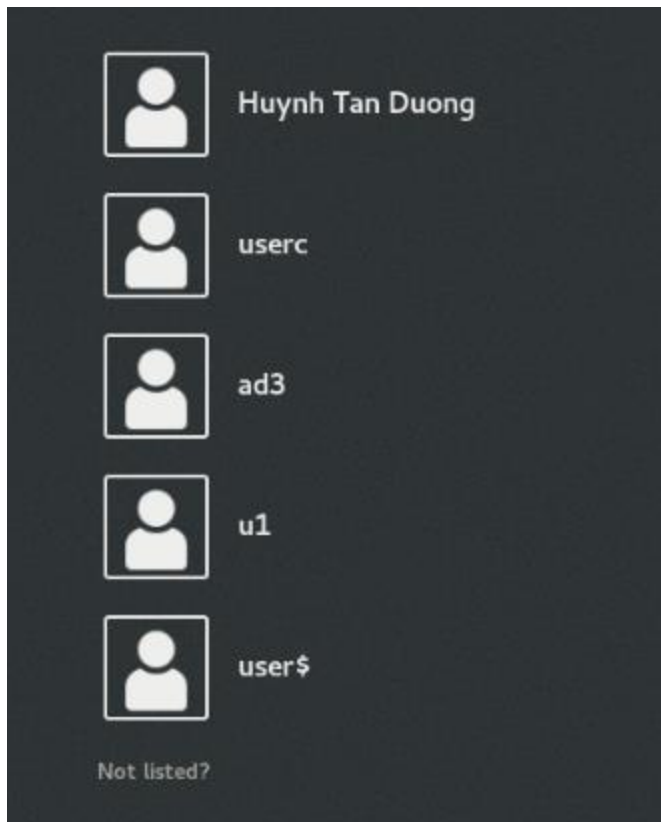 Huynh Tan Duong
userc
ad3
u1
user$
Not listed?